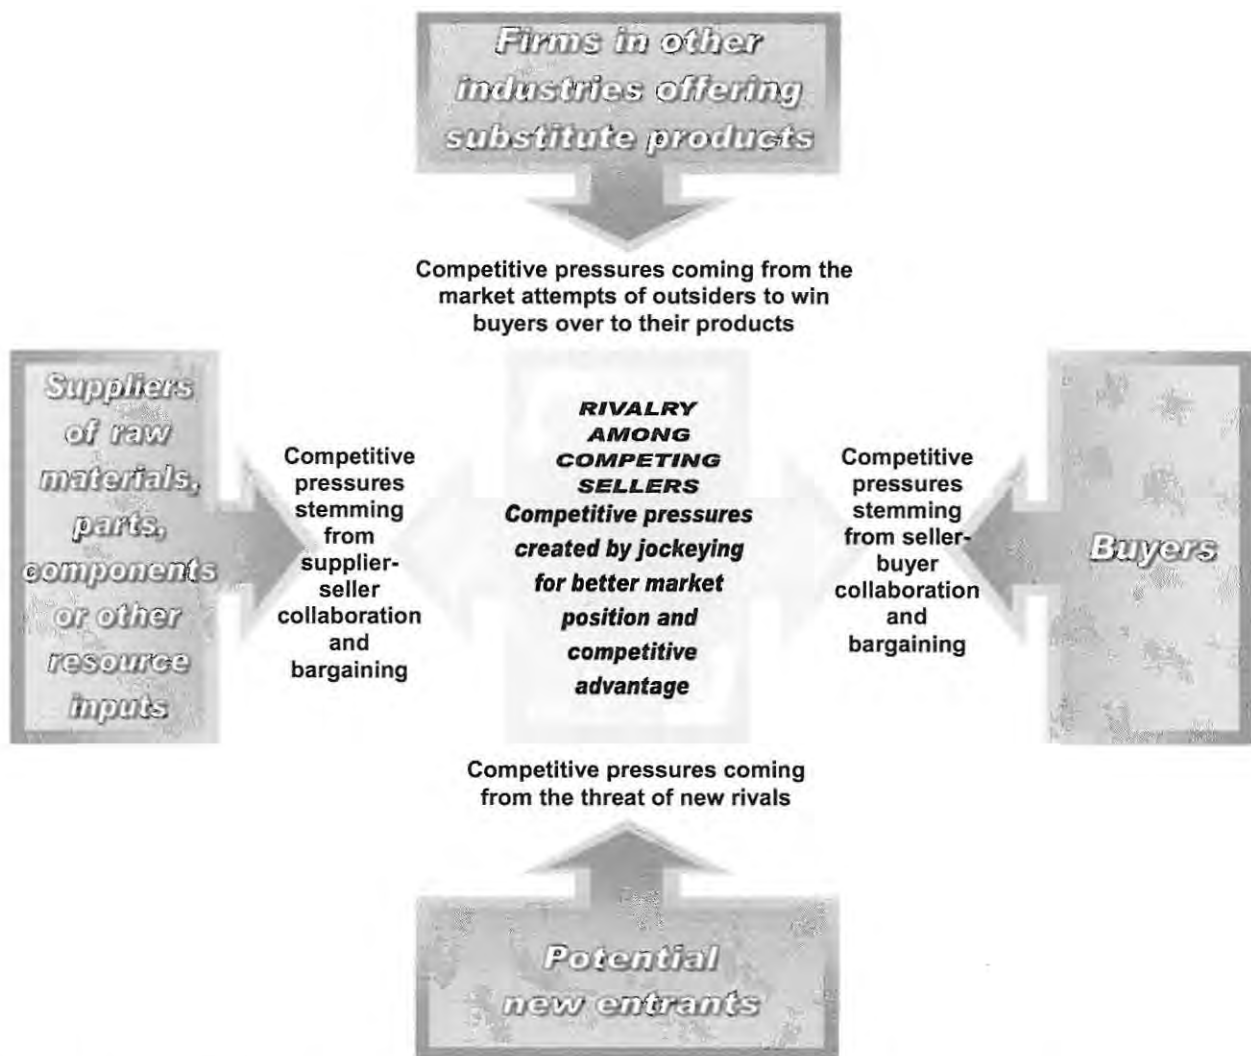 Firms in other
industries offering
substitute products
Competitive pressures coming from the
market attempts of outsiders to win
buyers over to their products
Suppliers
of raw
materials,
parts,
components
or other
resource
inputs
Competitive
pressures
stemming
from
supplier-
seller
collaboration
and
bargaining
RIVALRY
AMONG
COMPETING
SELLERS
Competitive pressures
created by jockeying
for better market
position and
competitive
advantage
Competitive
pressures
stemming
from seller-
buyer
collaboration
and
bargaining
Buyers
Competitive pressures coming
from the threat of new rivals
Potential
new entrants